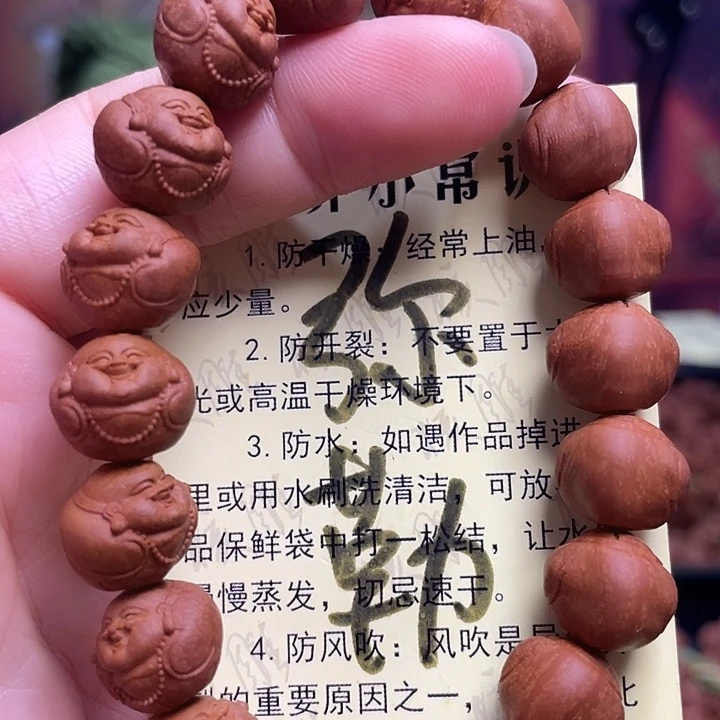 常
1. 防干燥：经常上油，
应少量。
2. 防开裂：不要置于
光或高温干燥环境下。
3. 防水：如遇作品掉进
里或用水刷洗清洁，可放
品保鲜袋中打一松结，让水
慢慢蒸发，切忌速干。
4. 防风吹：风吹是
的重要原因之一，
弥勒